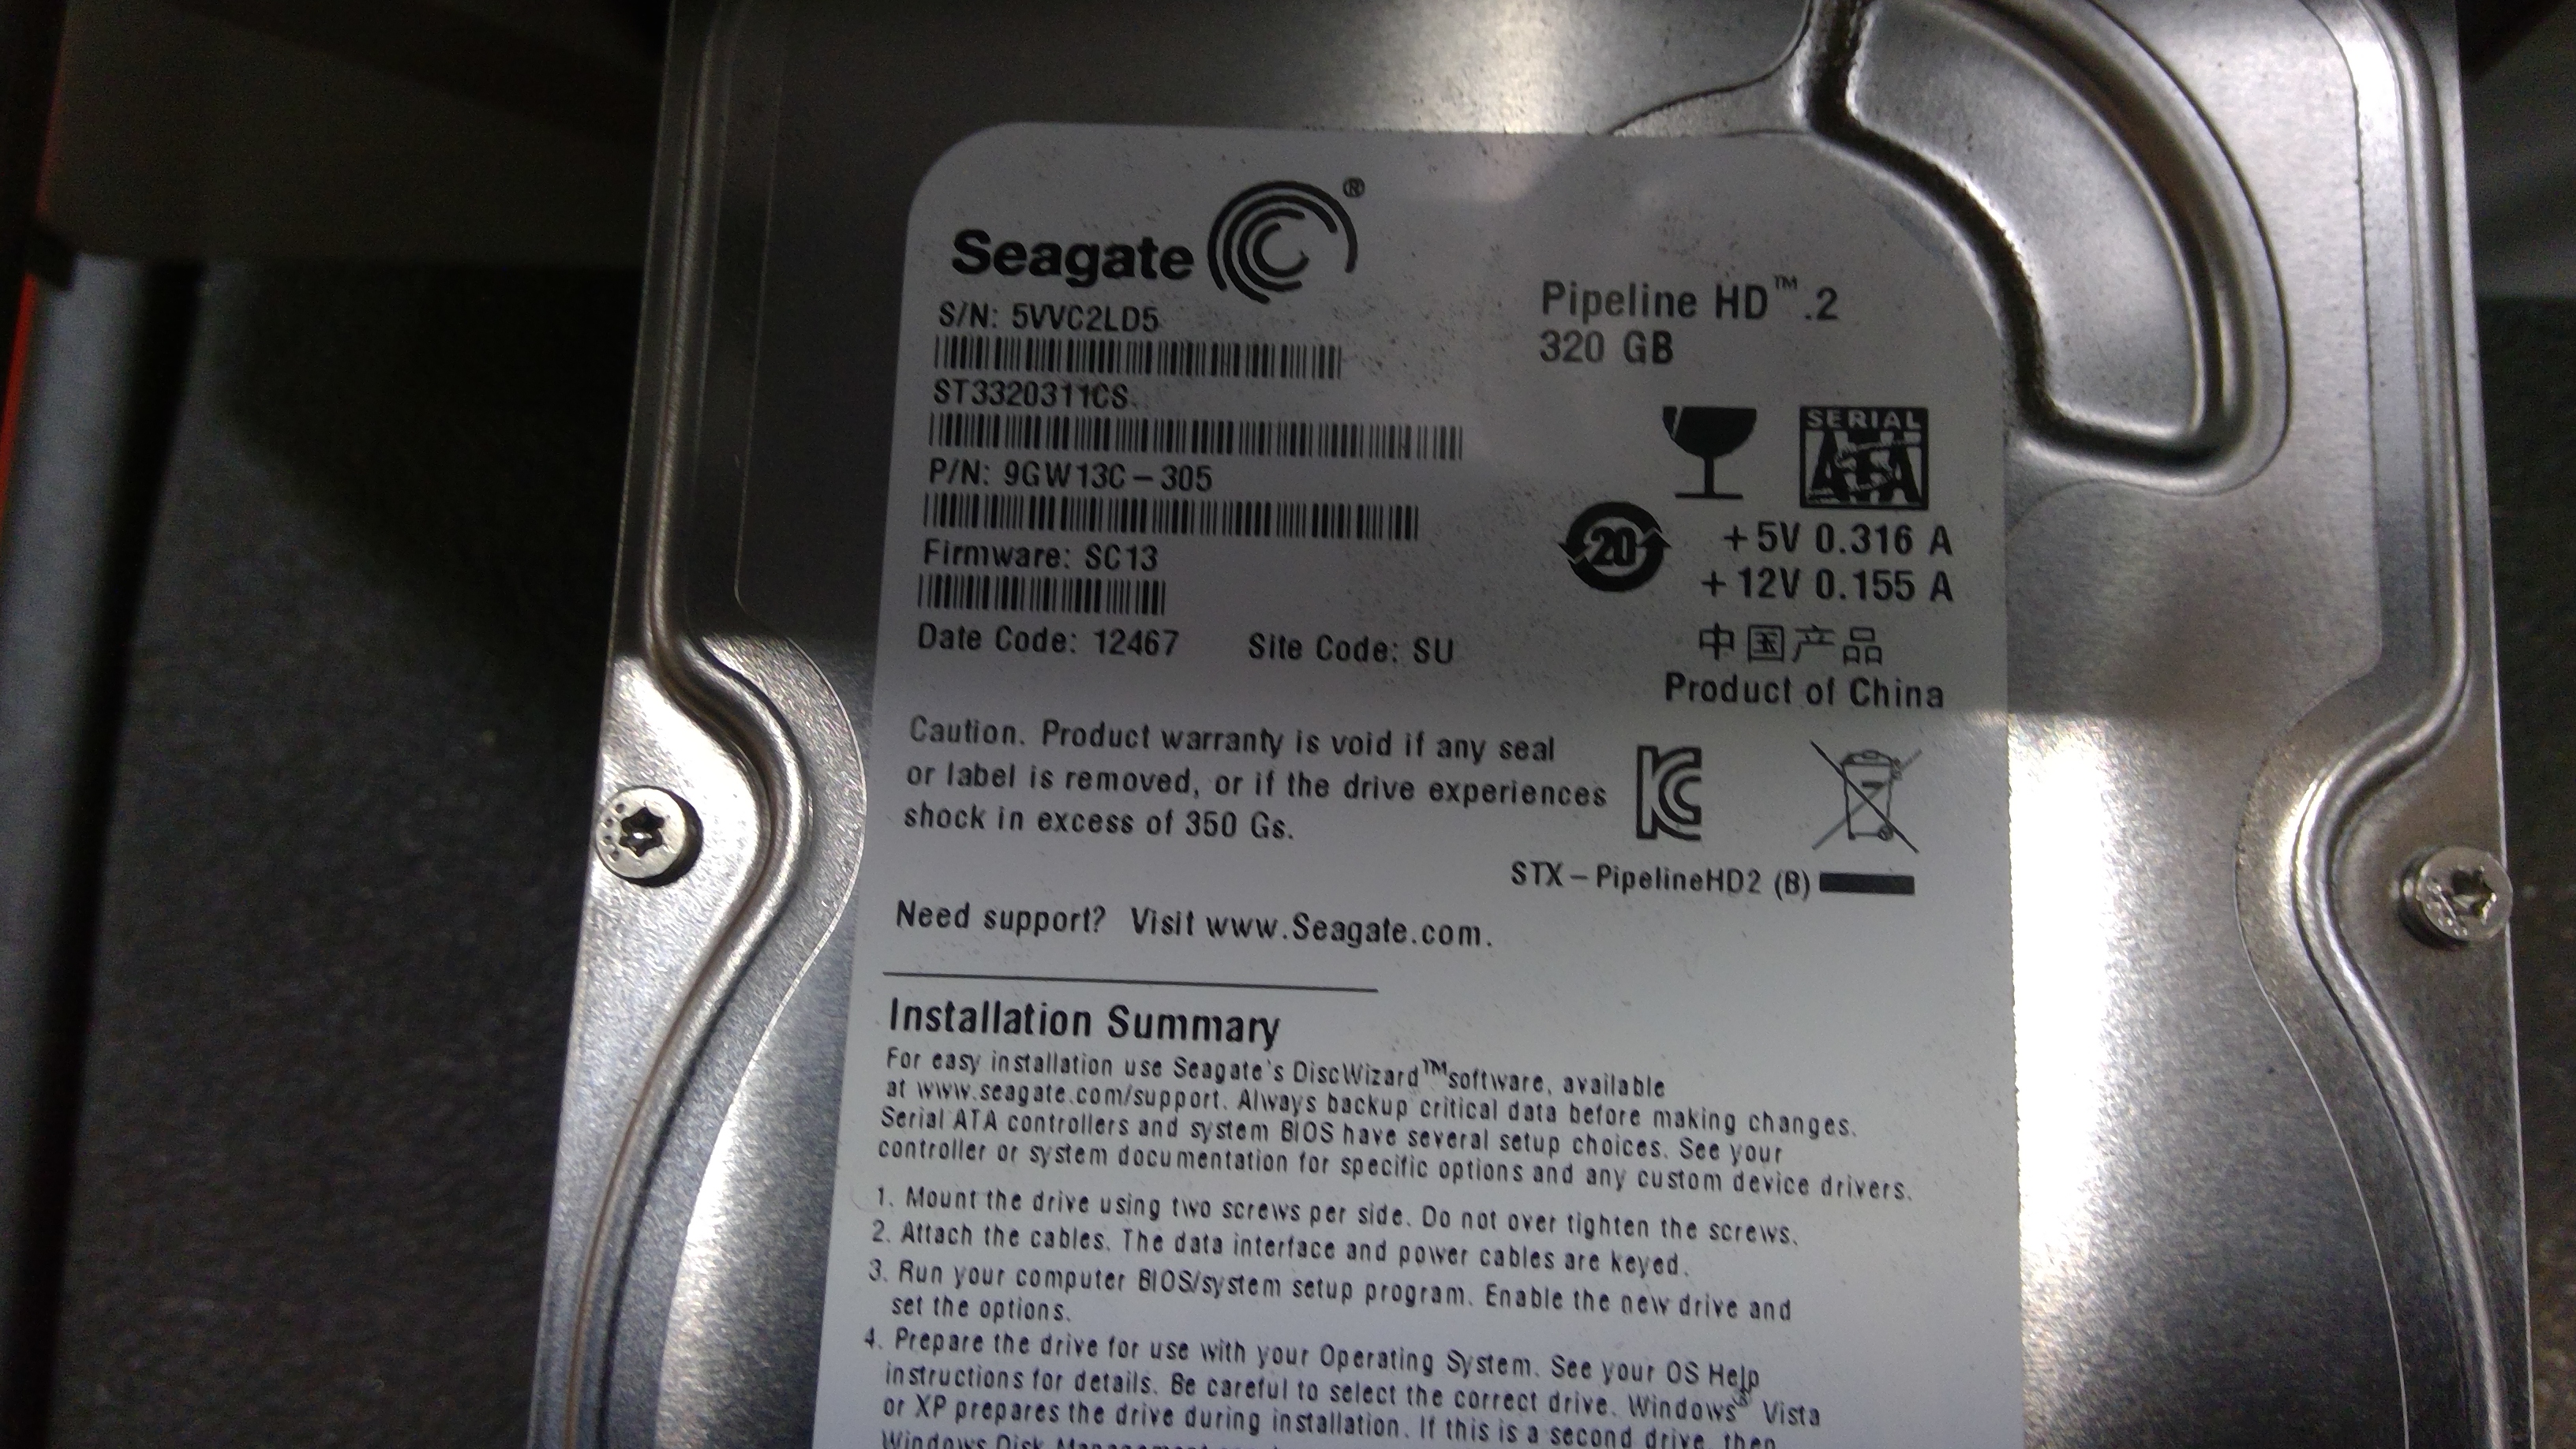 Seagate®
S/N: 5VVC2LD5
ST3320311CS
P/N: 9GW13C-305
Firmware: SC13
Date Code: 12467 Site Code: SU
Pipeline HD™.2
320 GB
SERIAL
ATA
20
+5V 0.316 A
+12V 0.155 A
中国产品
Product of China
Caution. Product warranty is void if any seal
or label is removed, or if the drive experiences
shock in excess of 350 Gs.
STX-PipelineHD2 (B)
Need support? Visit www.Seagate.com.
Installation Summary
For easy installation use Seagate's DiscWizard™software, available
at www.seagate.com/support. Always backup critical data before making changes.
Serial ATA controllers and system BIOS have several setup choices. See your
controller or system documentation for specific options and any custom device drivers.
1. Mount the drive using two screws per side. Do not over tighten the screws.
2. Attach the cables. The data interface and power cables are keyed.
3. Run your computer BIOS/system setup program. Enable the new drive and
set the options.
4. Prepare the drive for use with your Operating System. See your OS Help
instructions for details. Be careful to select the correct drive. Windows® Vista
or XP prepares the drive during installation. If this is a second drive, then
Windows Disk Management